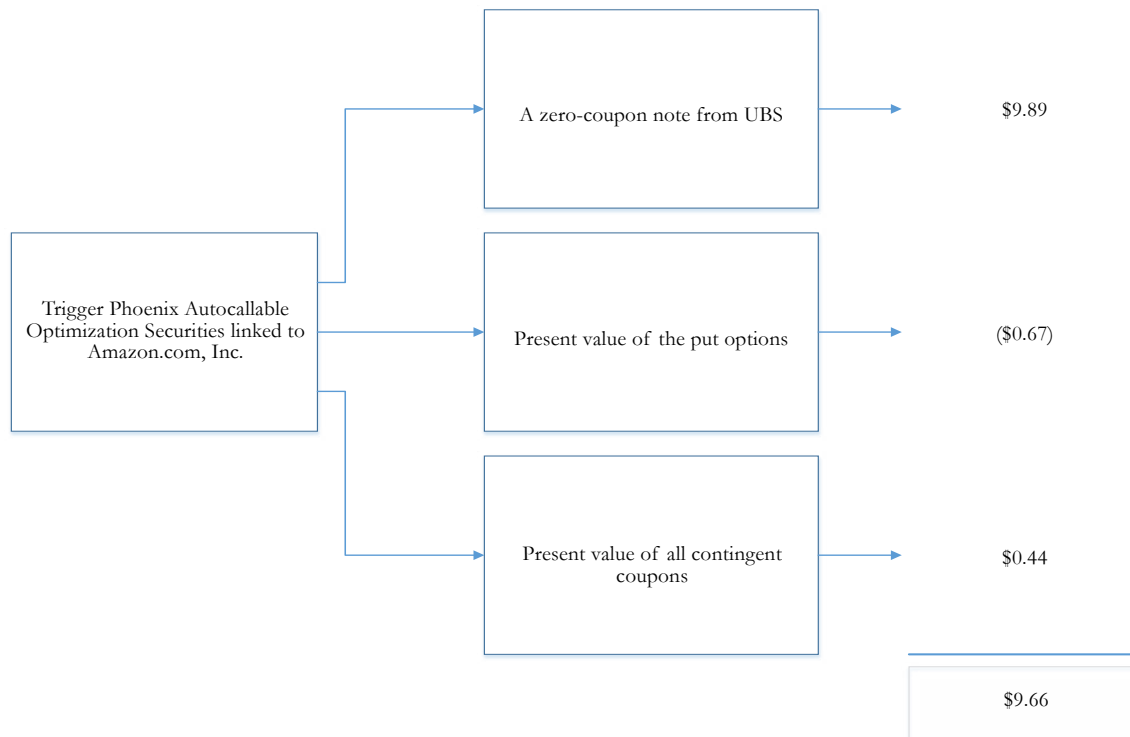 A zero-coupon note from UBS
$9.89
Trigger Phoenix Autocallable
Optimization Securities linked to
Amazon.com, Inc.
Present value of the put options
($0.67)
Present value of all contingent
coupons
$0.44
$9.66